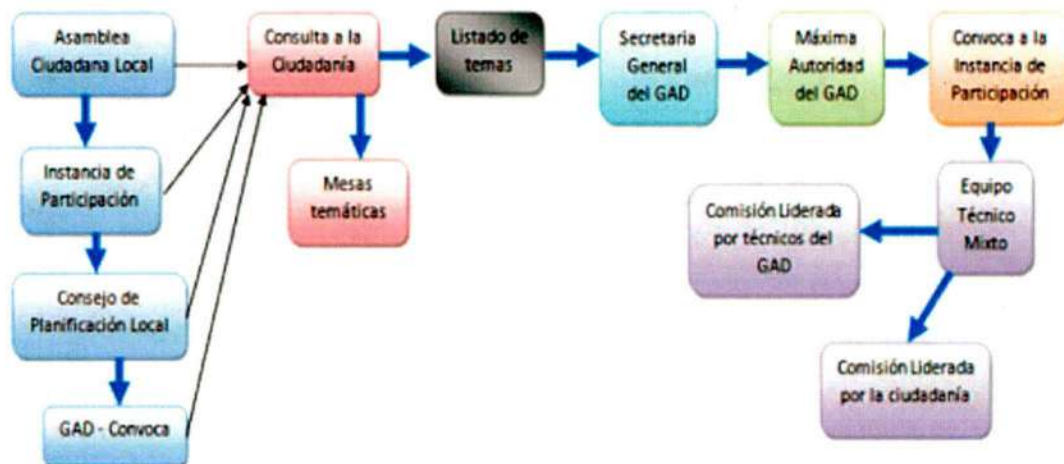 Asamblea
Ciudadana Local
Consulta a la
Ciudadanía
Listado de
temas
Secretaria
General
del GAD
Máxima
Autoridad
del GAD
Convoca a la
Instancia de
Participación
Instancia de
Participación
Mesas
temáticas
Comisión Liderada
por técnicos del
GAD
Equipo
Técnico
Mixto
Consejo de
Planificación Local
Comisión Liderada
por la ciudadanía
GAD - Convoca